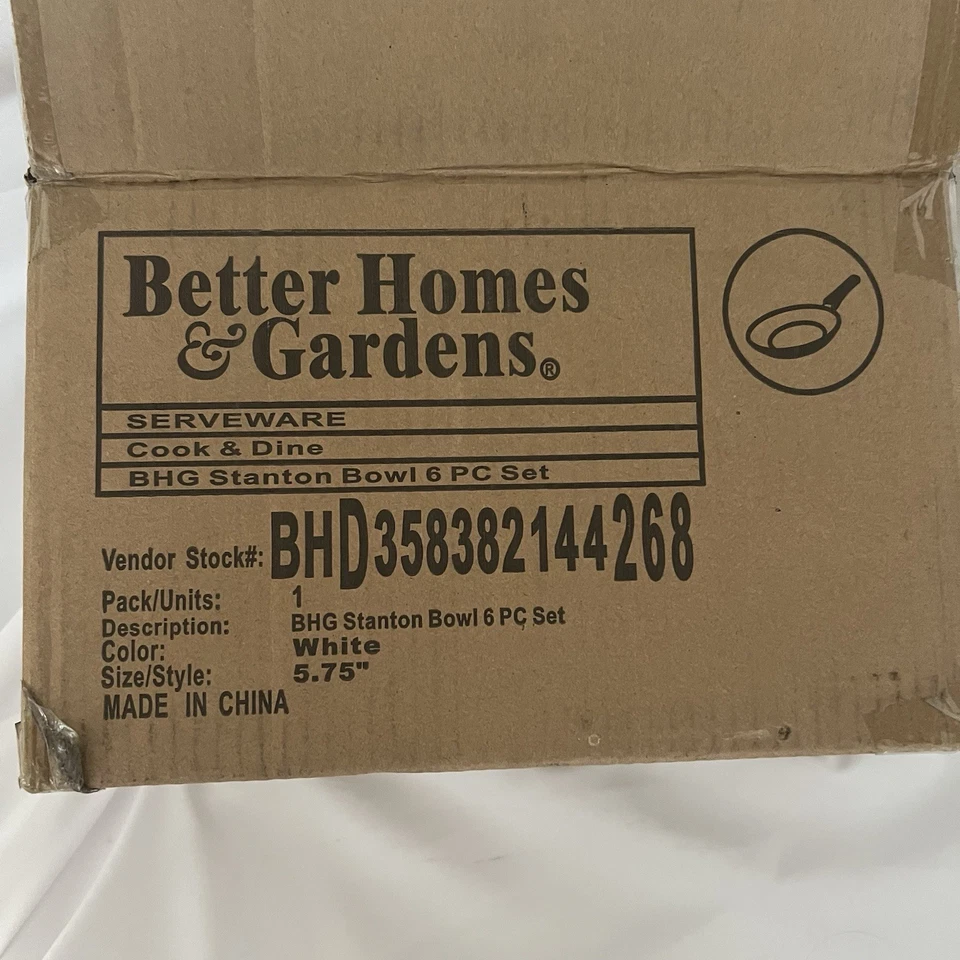 Better Homes
& Gardens®
SERVEWARE
Cook & Dine
BHG Stanton Bowl 6 PC Set
Vendor Stock#: BHD358382144268
Pack/Units: 1
Description: BHG Stanton Bowl 6 PC Set
Color: White
Size/Style: 5.75"
MADE IN CHINA